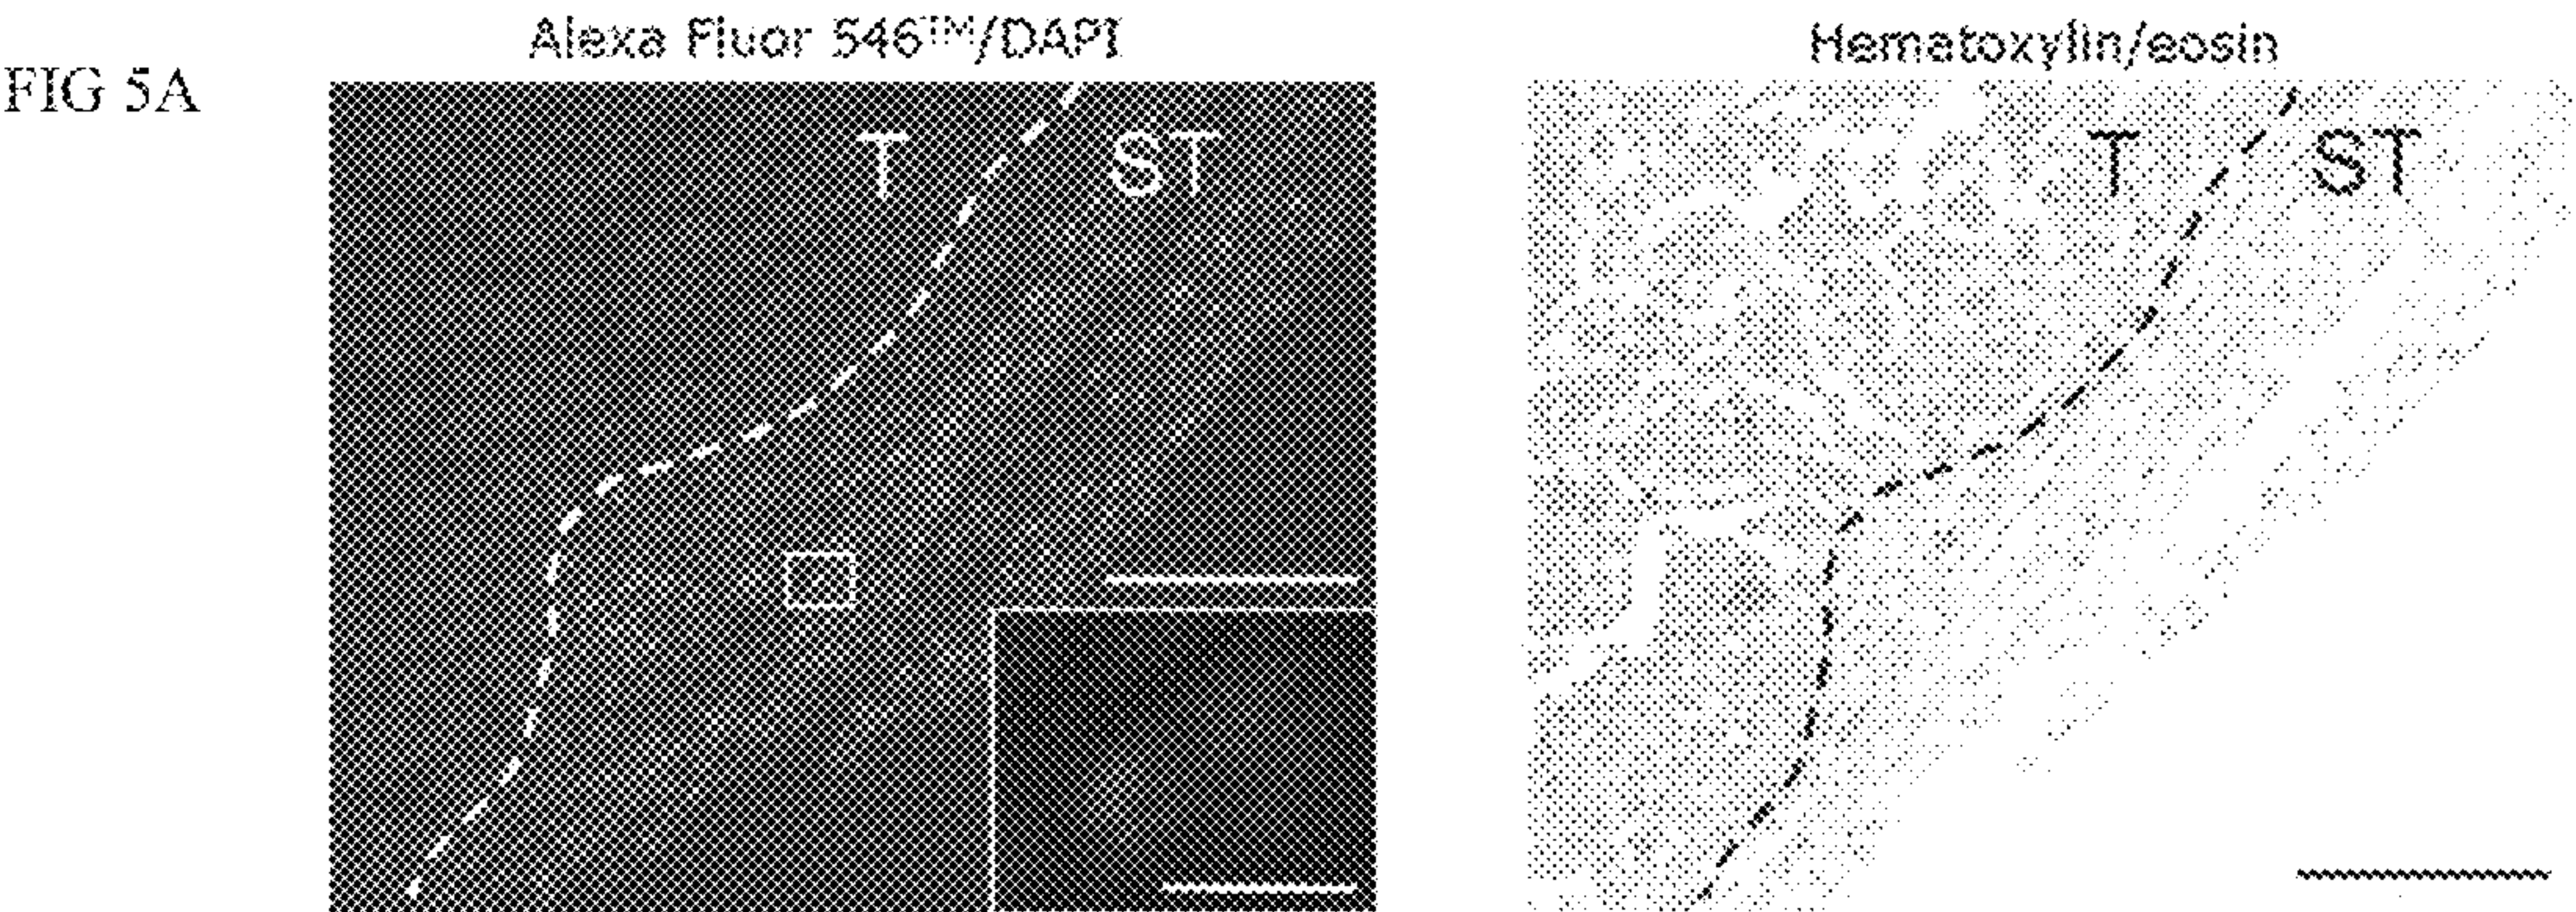 FIG 5A
Alexa Fluor 546™/DAPI
Hematoxylin/eosin
T
ST
T
ST